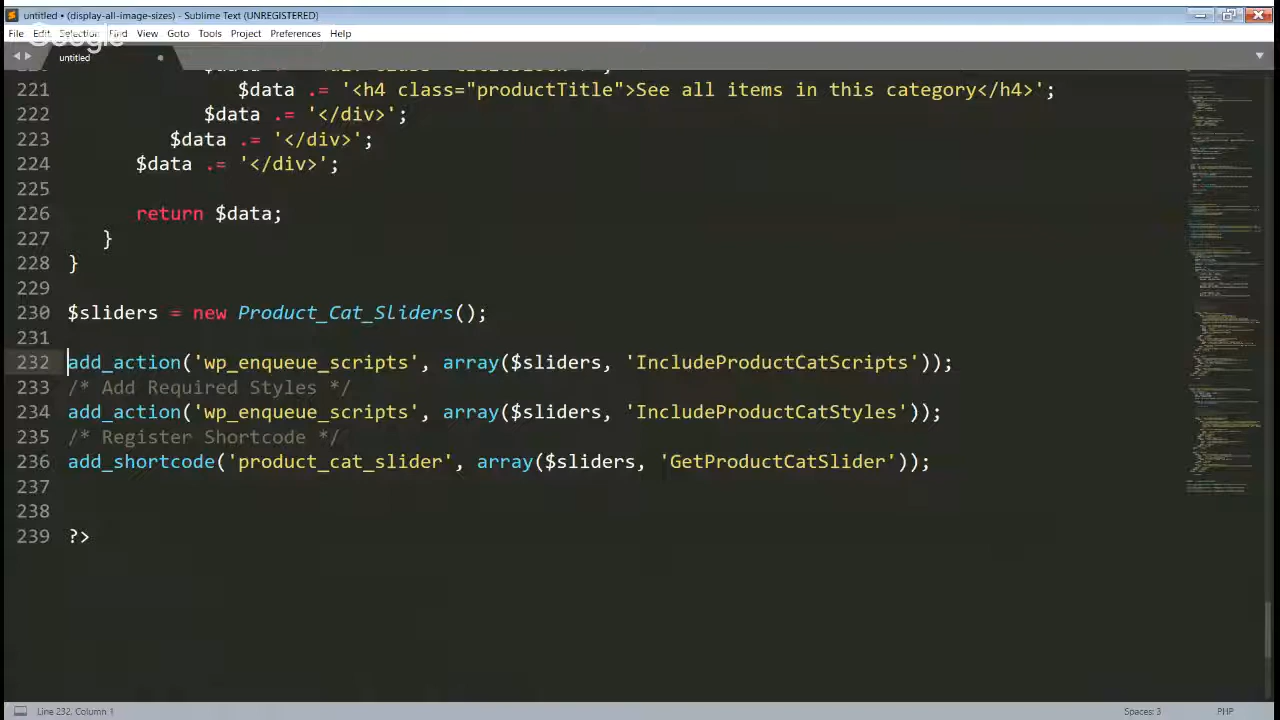 untitled • (display-all-image-sizes) - Sublime Text (UNREGISTERED)
File Edit Selection Find View Goto Tools Project Preferences Help
Google
untitled
221 $data .= '<h4 class="productTitle">See all items in this category</h4>';
222 $data .= '</div>';
223 $data .= '</div>';
224 $data .= '</div>';
225
226 return $data;
227 }
228 }
229
230 $sliders = new Product_Cat_Sliders();
231
232 add_action('wp_enqueue_scripts', array($sliders, 'IncludeProductCatScripts'));
233 /* Add Required Styles */
234 add_action('wp_enqueue_scripts', array($sliders, 'IncludeProductCatStyles'));
235 /* Register Shortcode */
236 add_shortcode('product_cat_slider', array($sliders, 'GetProductCatSlider'));
237
238
239 ?>
Line 232, Column 1
Spaces: 3
PHP